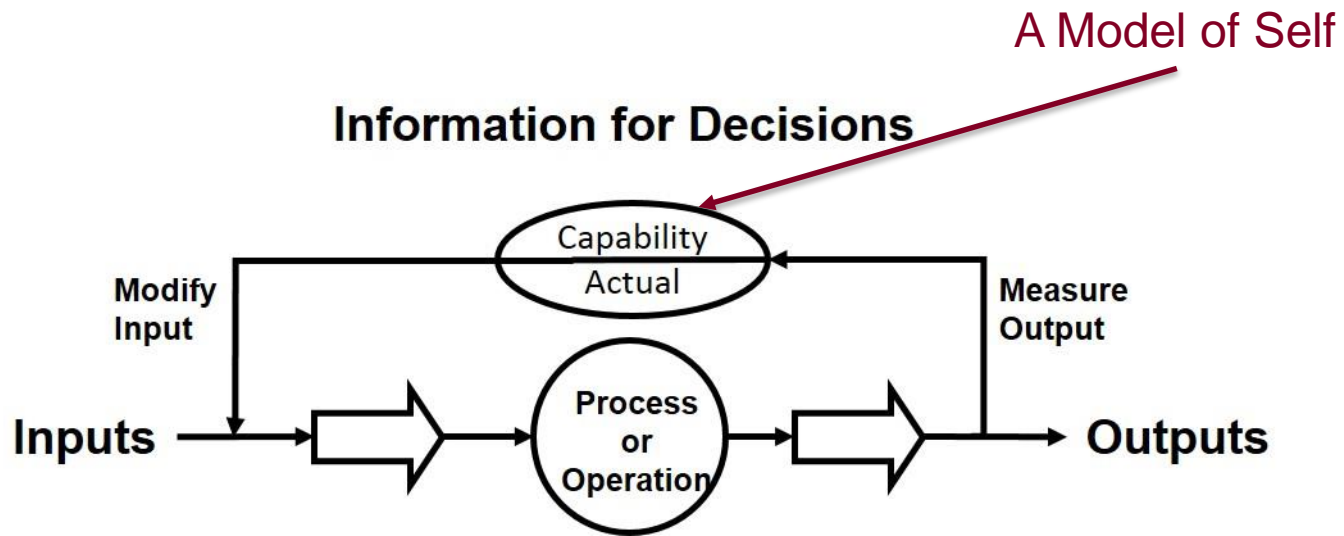 A Model of Self
Information for Decisions
Capability
Actual
Modify
Input
Measure
Output
Inputs
Process
or
Operation
Outputs